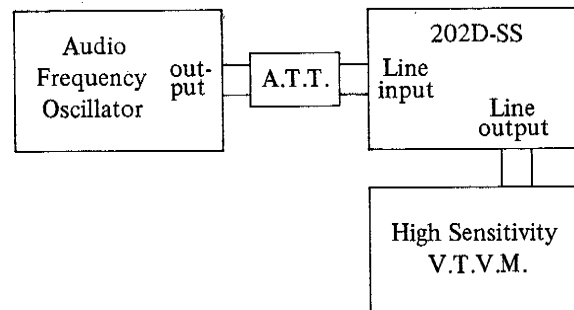 Audio
Frequency
Oscillator
out-
put
A.T.T.
202D-SS
Line
input
Line
output
High Sensitivity
V.T.V.M.